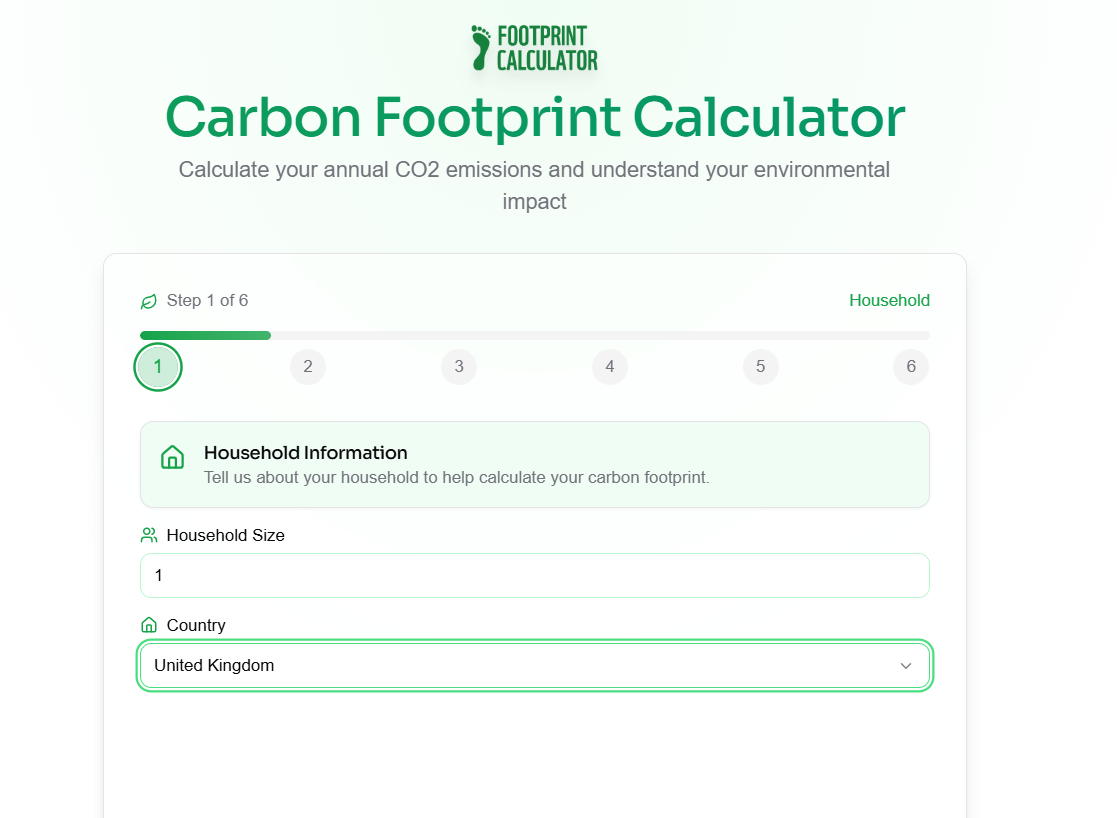 FOOTPRINT
CALCULATOR
Carbon Footprint Calculator
Calculate your annual CO2 emissions and understand your environmental
impact
Step 1 of 6
Household
1 2 3 4 5 6
Household Information
Tell us about your household to help calculate your carbon footprint.
Household Size
1
Country
United Kingdom